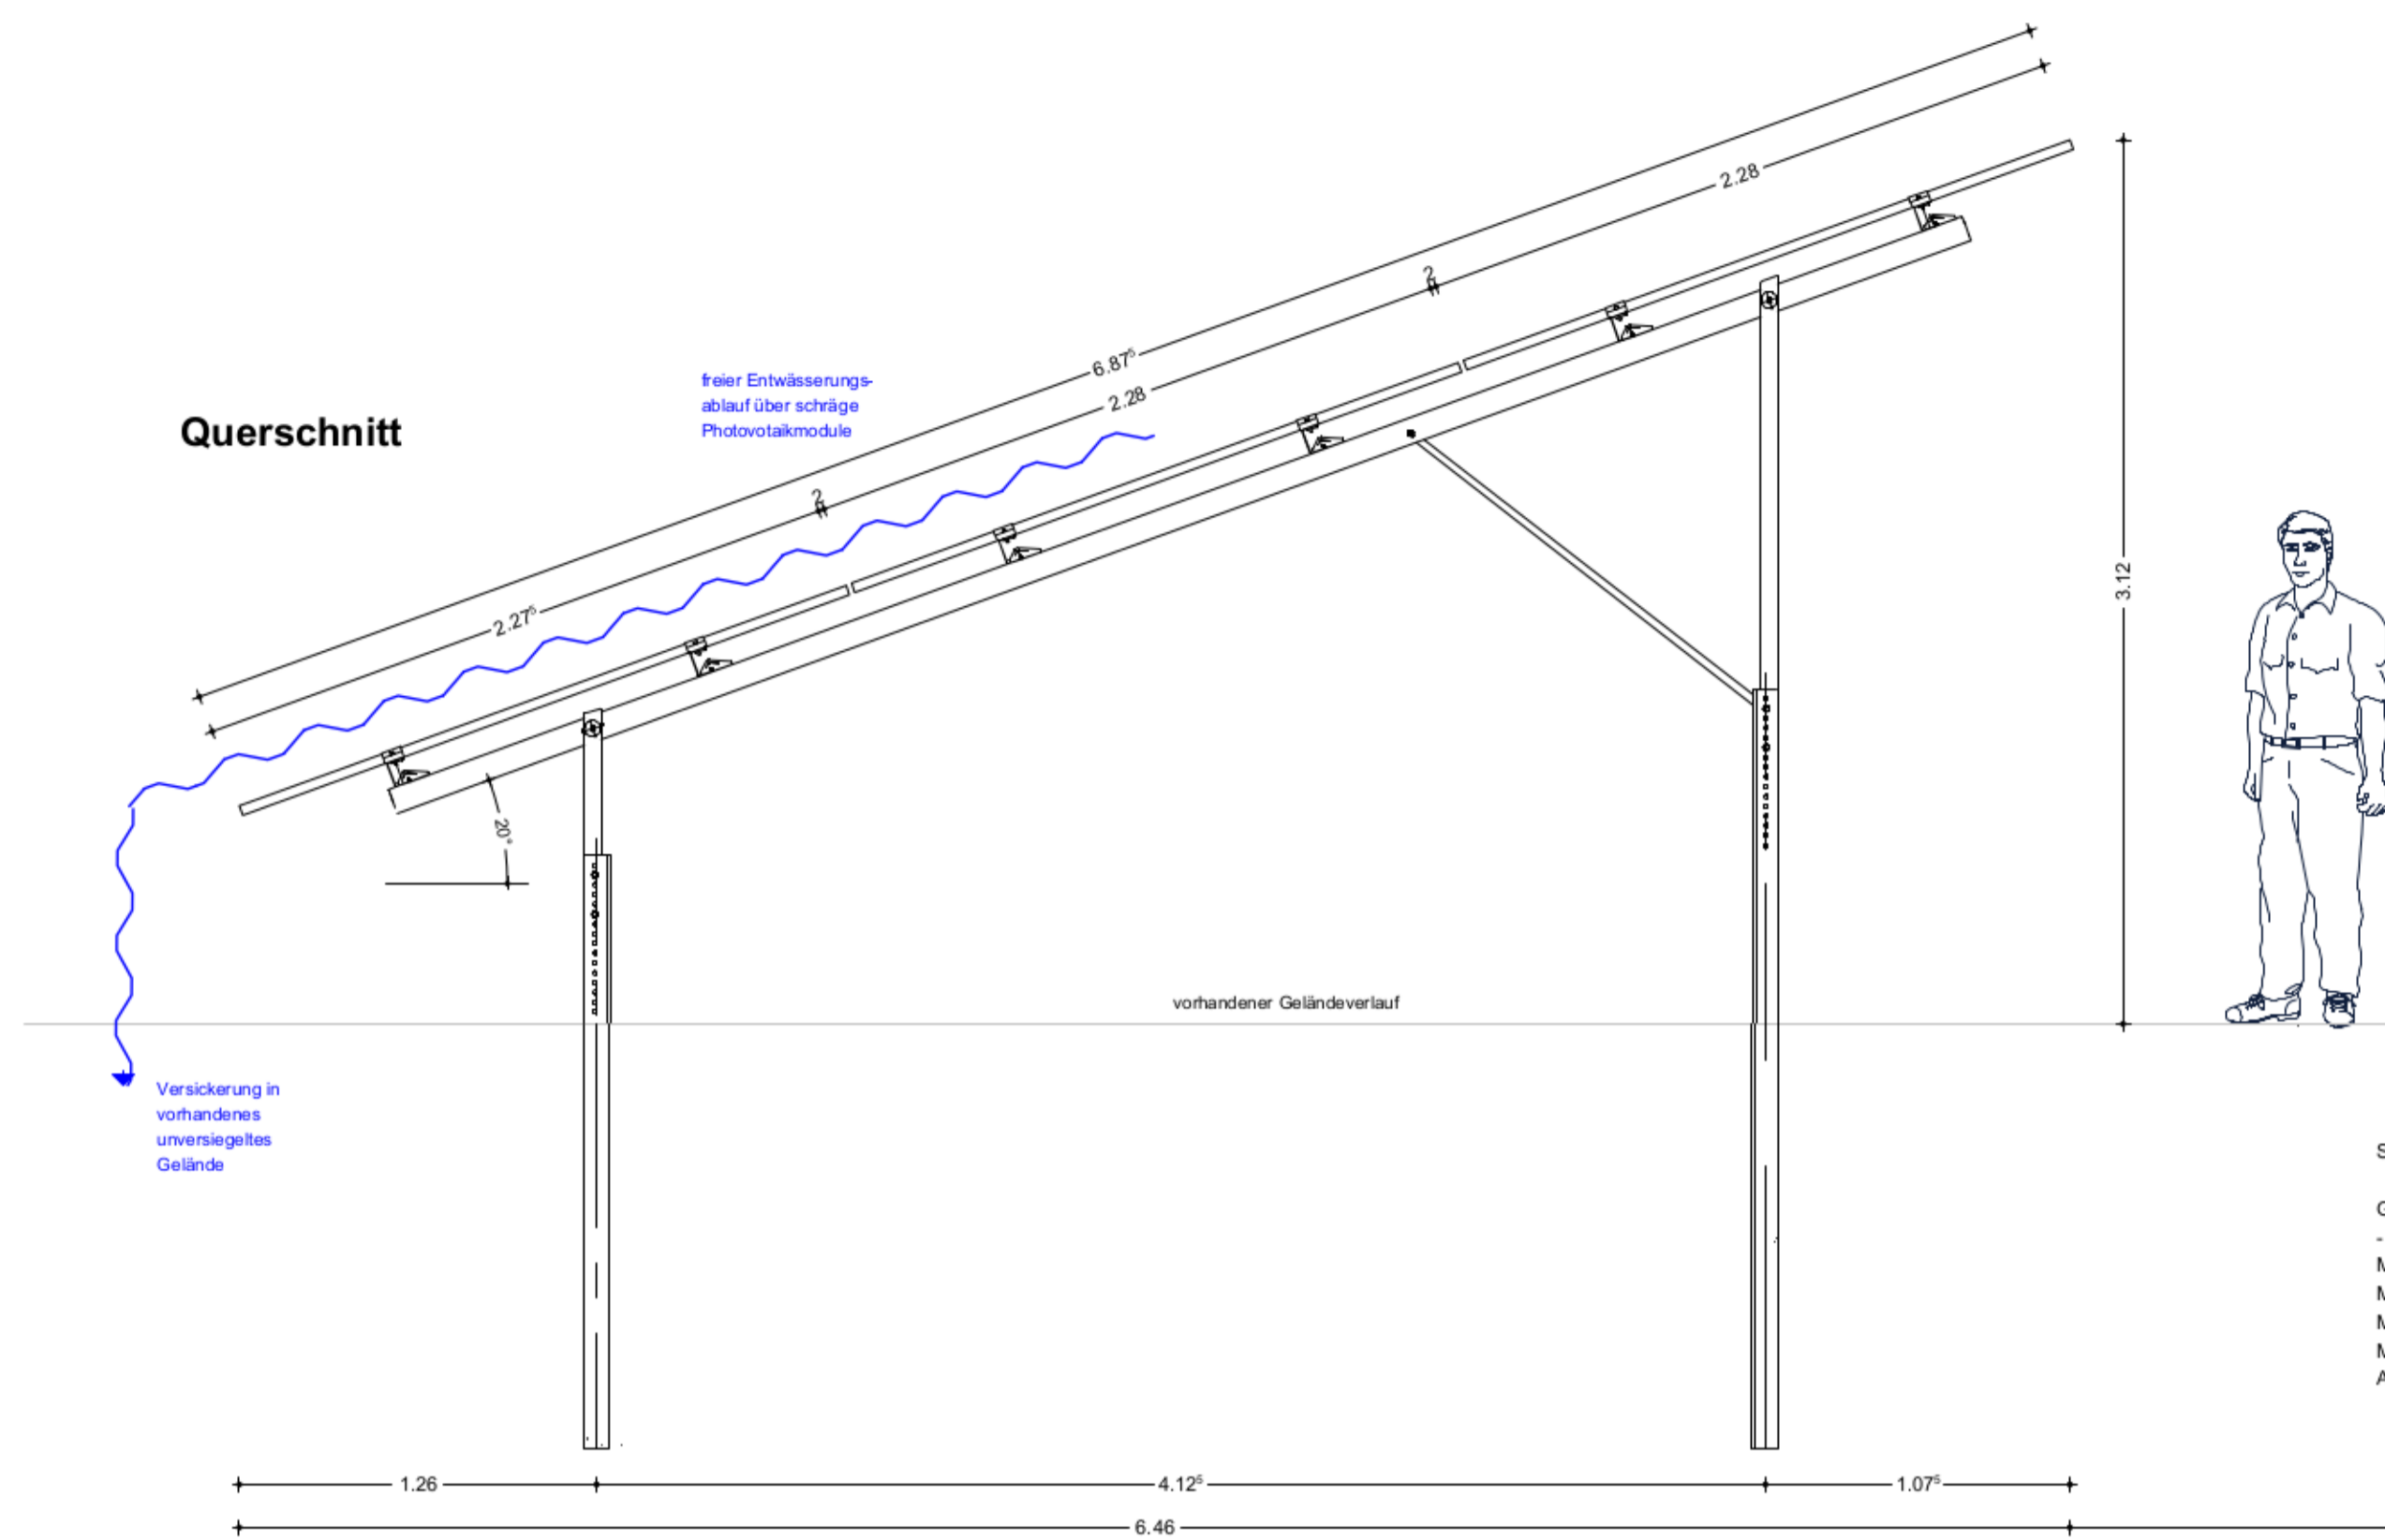 2.28
2
6.87⁵
freier Entwässerungs-
ablauf über schräge
Photovotaikmodule
2.28
Querschnitt
2
3.12
2.27⁵
20°
vorhandener Geländeverlauf
Versickerung in
vorhandenes
unversiegeltes
Gelände
S
G
-
M
M
M
M
A
1.26
4.12⁵
1.07⁵
6.46